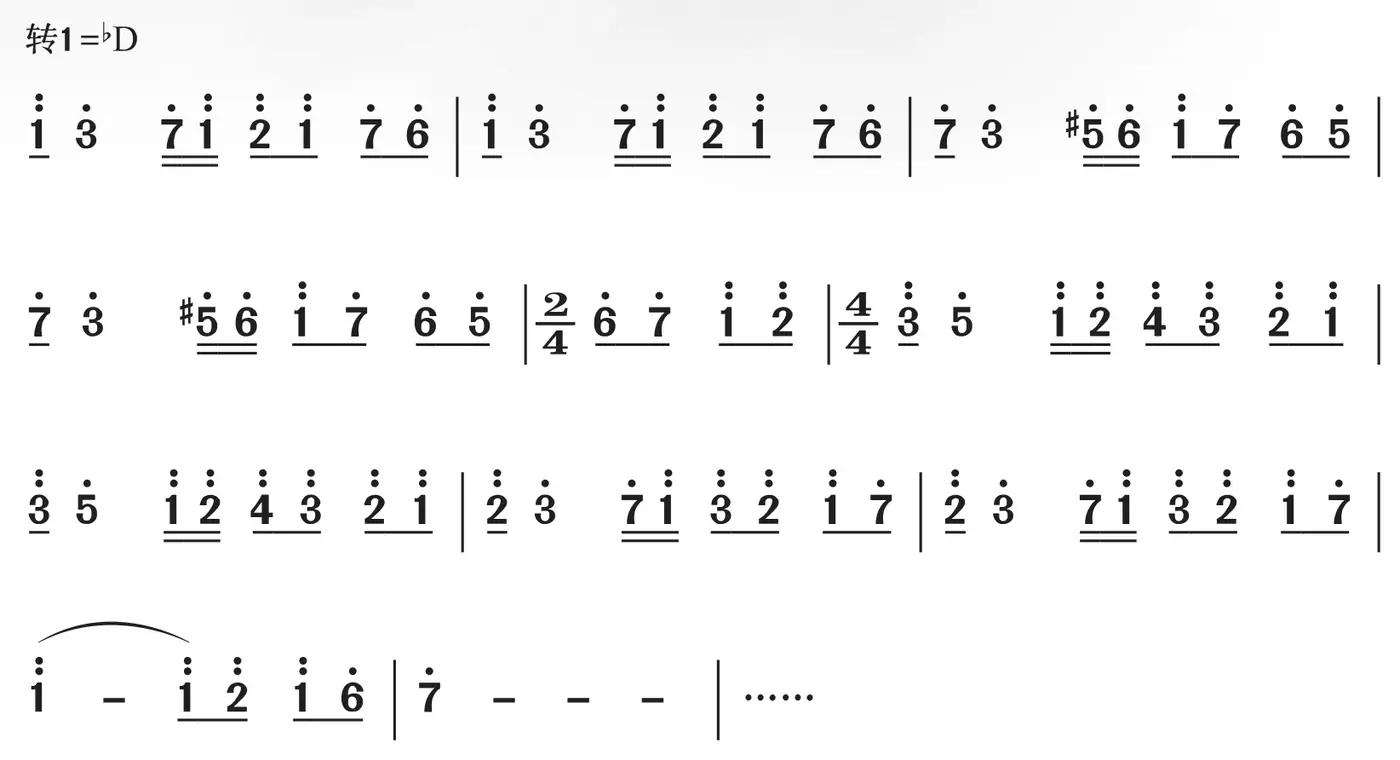 转1=♭D
1 3 7 1 2 1 7 6 | 1 3 7 1 2 1 7 6 | 7 3 ♯5 6 1 7 6 5 |
7 3 ♯5 6 1 7 6 5 | 2/4 6 7 1 2 | 4/4 3 5 1 2 4 3 2 1 |
3 5 1 2 4 3 2 1 | 2 3 7 1 3 2 1 7 | 2 3 7 1 3 2 1 7 |
1 – 1 2 1 6 | 7 – – – | ……